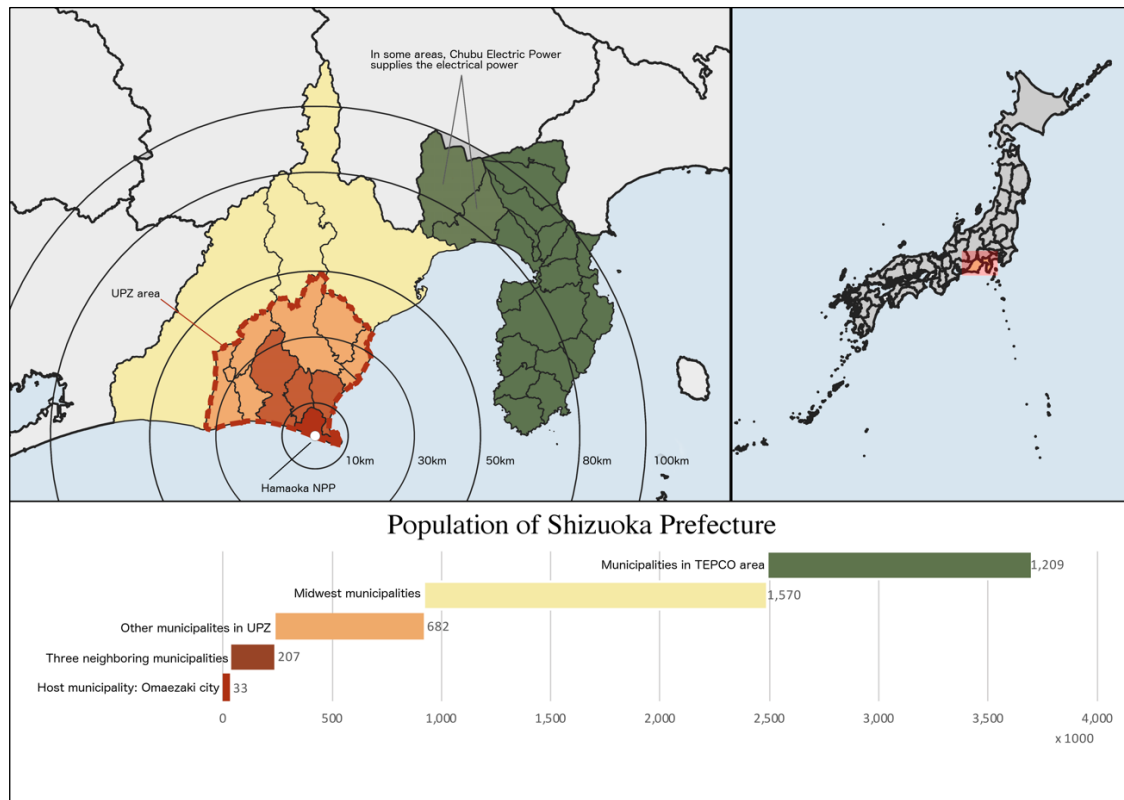 In some areas, Chubu Electric Power
supplies the electrical power
UPZ area
10km
30km
50km
80km
100km
Hamaoka NPP
Population of Shizuoka Prefecture
Municipalities in TEPCO area
1,209
Midwest municipalities
1,570
Other municipalites in UPZ
682
Three neighboring municipalities
207
Host municipality: Omaezaki city
33
0
500
1,000
1,500
2,000
2,500
3,000
3,500
4,000
x 1000